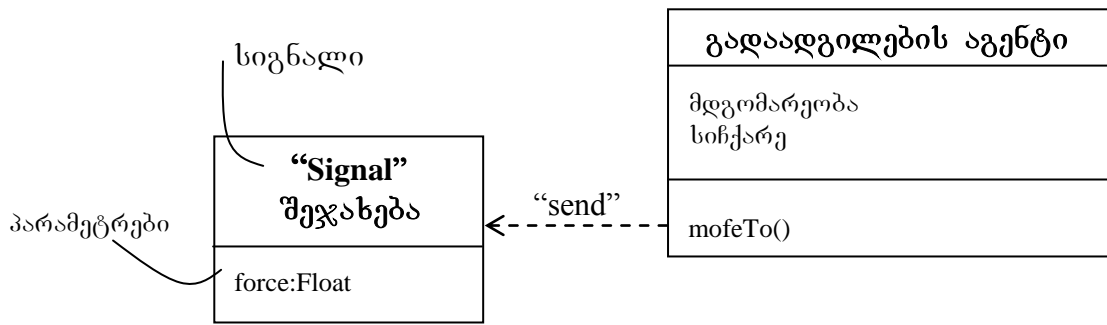 სიგნალი
გადაადგილების აგენტი
მდგომარეობა
სიჩქარე
“Signal”
შეჯახება
“send”
mofeTo()
პარამეტრები
force:Float